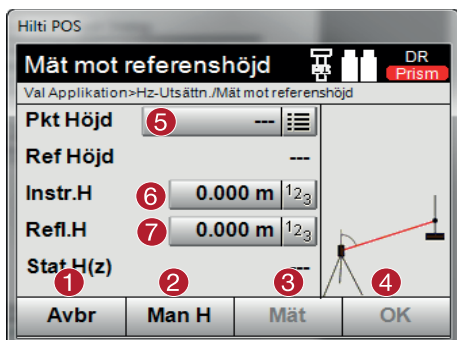 Hilti POS
Mät mot referenshöjd
DR
Prism
Val Applikation>Hz-Utsättn./Mät mot referenshöjd
Pkt Höjd 5 ---
Ref Höjd ---
Instr.H 6 0.000 m 123
Refl.H 7 0.000 m 123
Stat H(z) ---
1 2 3 4
Avbr Man H Mät OK